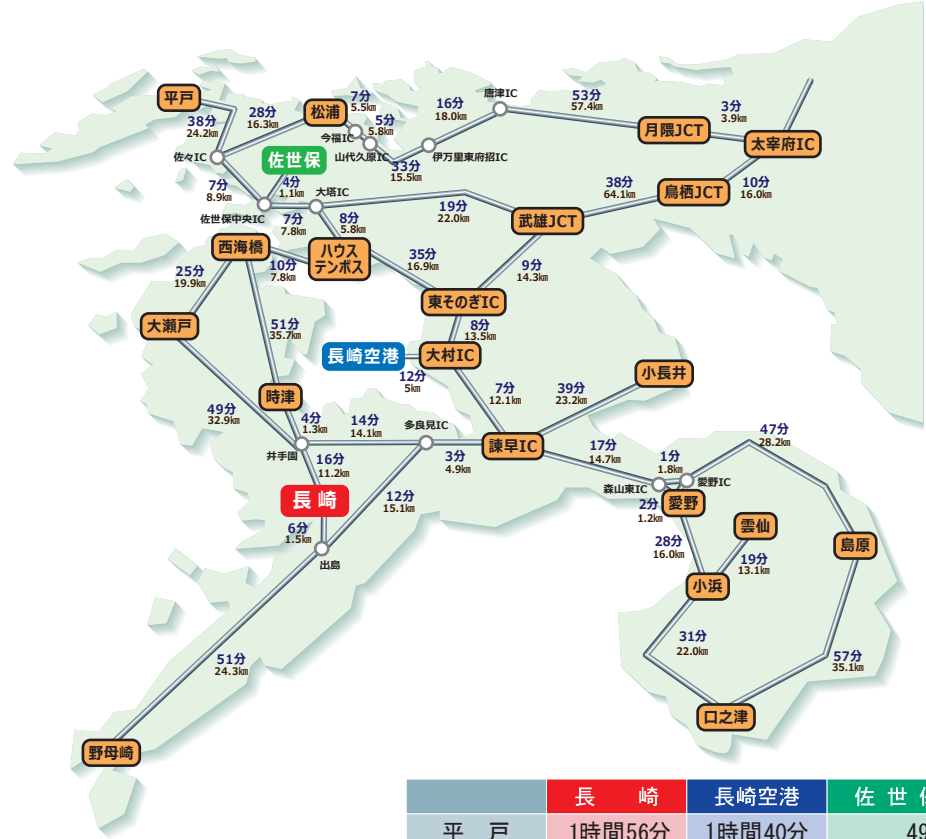 平戸
38分
24.2km
28分
16.3km
松浦
7分
5.5km
今福IC
5分
5.8km
山代久原IC
33分
15.5km
16分
18.0km
伊万里東府招IC
唐津IC
53分
57.4km
月隈JCT
3分
3.9km
太宰府IC
佐々IC
佐世保
7分
8.9km
4分
1.1km
佐世保中央IC
大塔IC
7分
7.8km
8分
5.8km
19分
22.0km
武雄JCT
38分
64.1km
鳥栖JCT
10分
16.0km
西海橋
10分
7.8km
ハウス
テンボス
35分
16.9km
9分
14.3km
東そのぎIC
25分
19.9km
大瀬戸
51分
35.7km
8分
13.5km
長崎空港
12分
5km
大村IC
時津
7分
12.1km
39分
23.2km
小長井
49分
32.9km
4分
1.3km
井手園
14分
14.1km
多良見IC
3分
4.9km
諫早IC
16分
11.2km
17分
14.7km
森山東IC
1分
1.8km
愛野IC
47分
28.2km
長崎
12分
15.1km
6分
1.5km
出島
2分
1.2km
愛野
雲仙
島原
28分
16.0km
19分
13.1km
小浜
31分
22.0km
57分
35.1km
51分
24.3km
口之津
野母崎
長崎 長崎空港 佐世
平戸 1時間56分 1時間40分 49